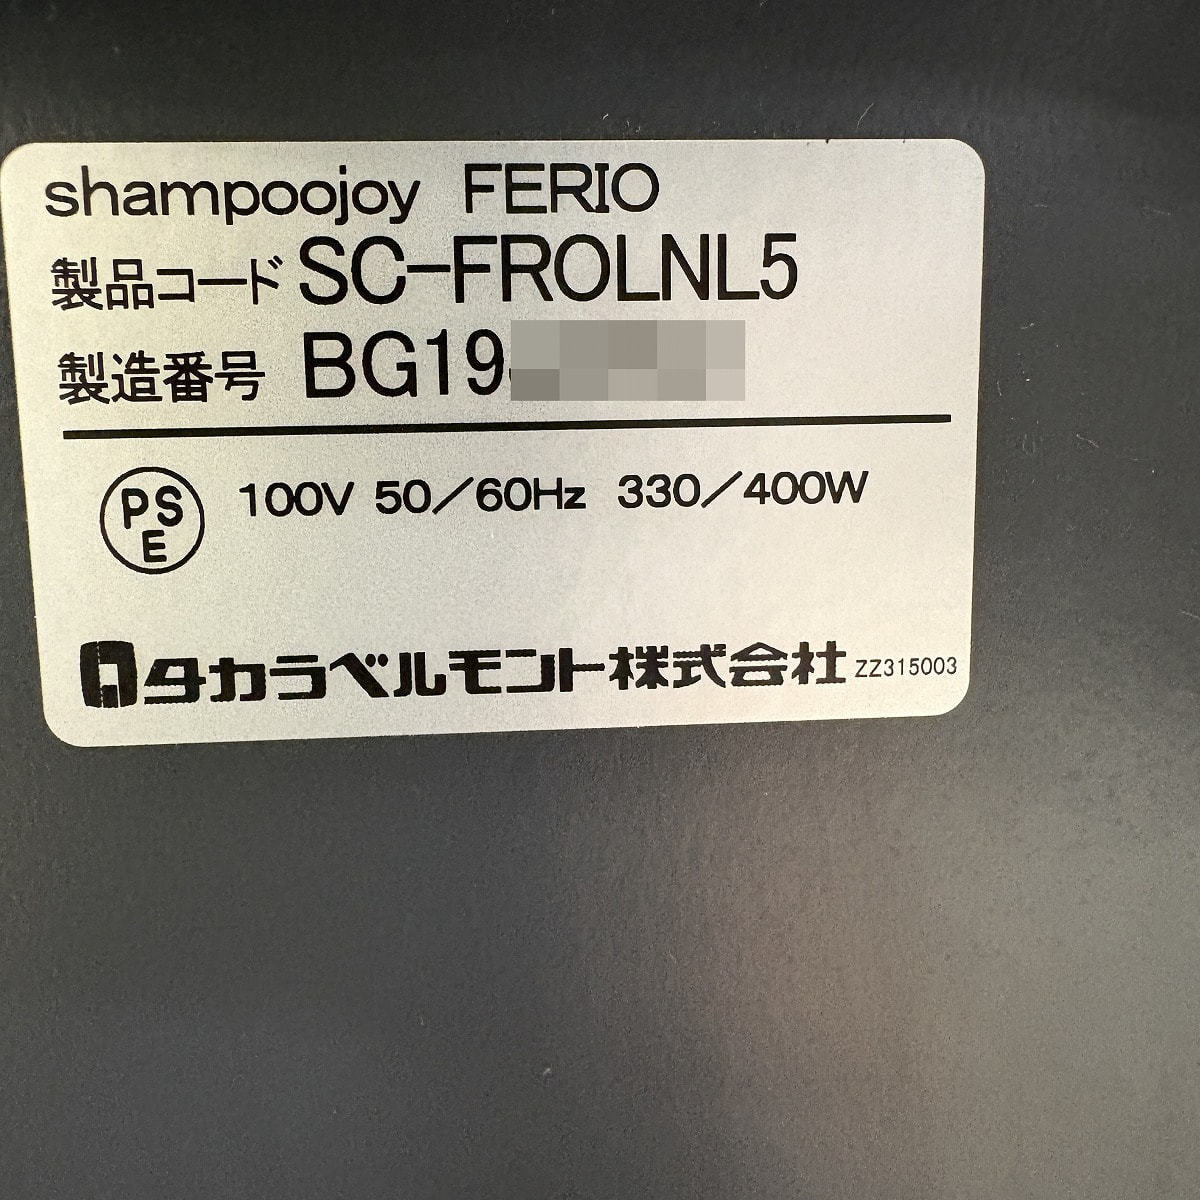 shampoojoy FERIO
製品コード SC-FROLNL5
製造番号 BG19
PSE 100V 50/60Hz 330/400W
タカラベルモント株式会社 ZZ315003